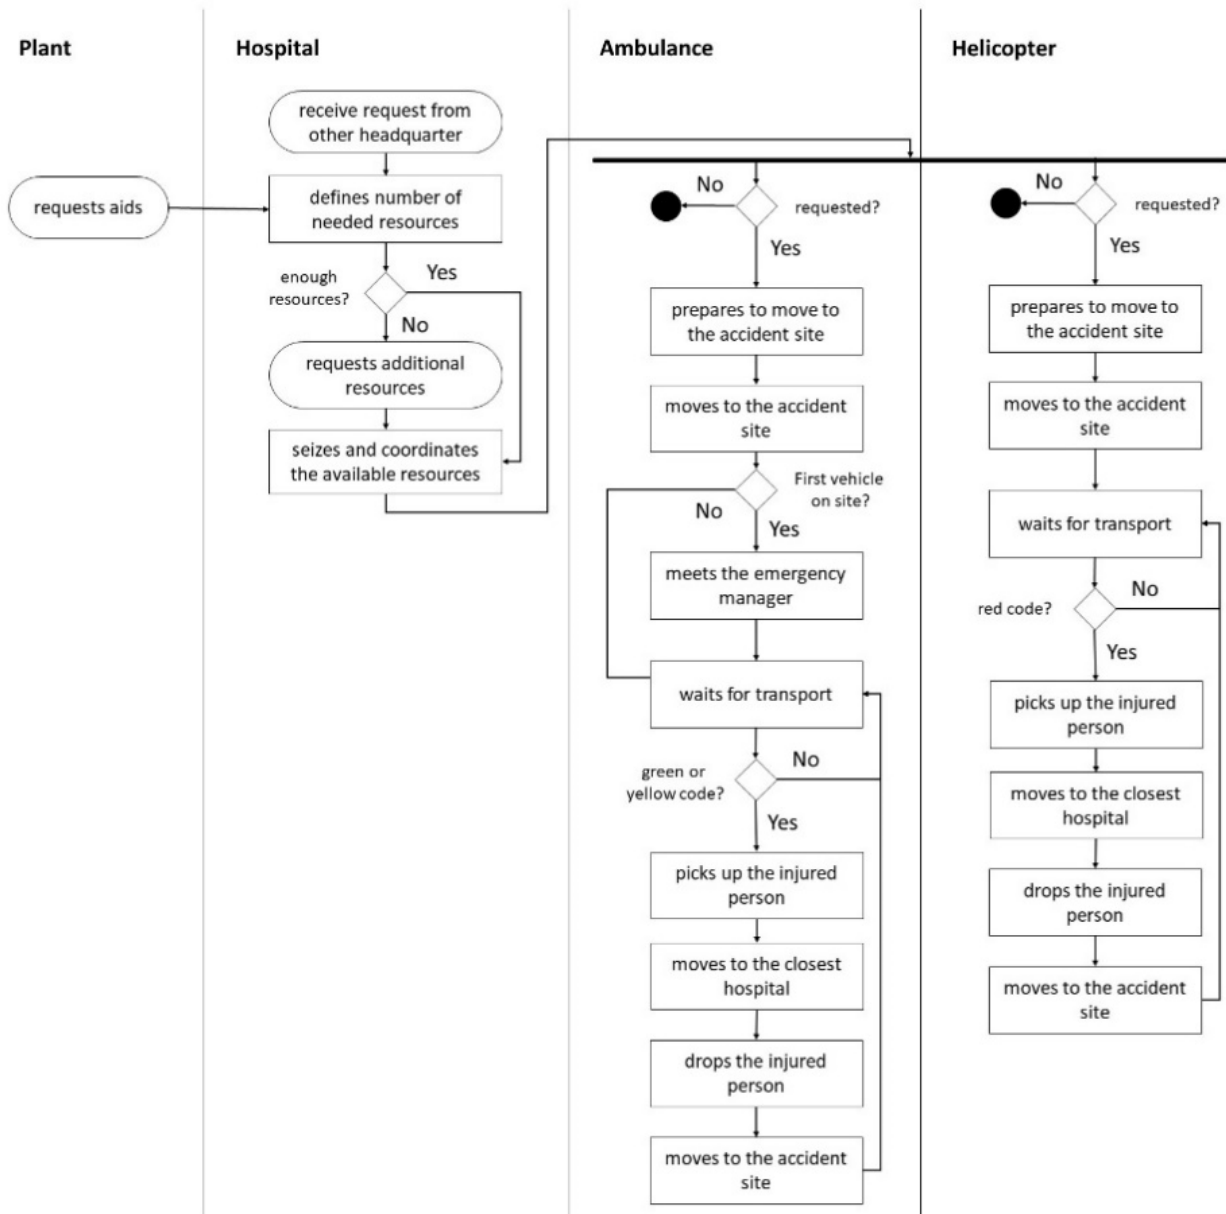 Plant
Hospital
Ambulance
Helicopter
requests aids
receive request from
other headquarter
defines number of
needed resources
enough
resources?
Yes
No
requests additional
resources
seizes and coordinates
the available resources
No
requested?
Yes
prepares to move to
the accident site
moves to the accident
site
First vehicle
on site?
No
Yes
meets the emergency
manager
waits for transport
green or
yellow code?
No
Yes
picks up the injured
person
moves to the closest
hospital
drops the injured
person
moves to the accident
site
No
requested?
Yes
prepares to move to
the accident site
moves to the accident
site
waits for transport
red code?
No
Yes
picks up the injured
person
moves to the closest
hospital
drops the injured
person
moves to the accident
site